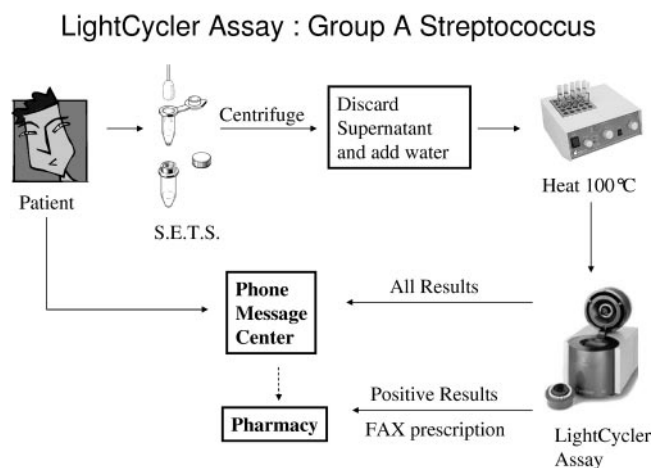 LightCycler Assay : Group A Streptococcus
Patient
S.E.T.S.
Centrifuge
Discard
Supernatant
and add water
Heat 100°C
LightCycler
Assay
All Results
Phone
Message
Center
Positive Results
FAX prescription
Pharmacy